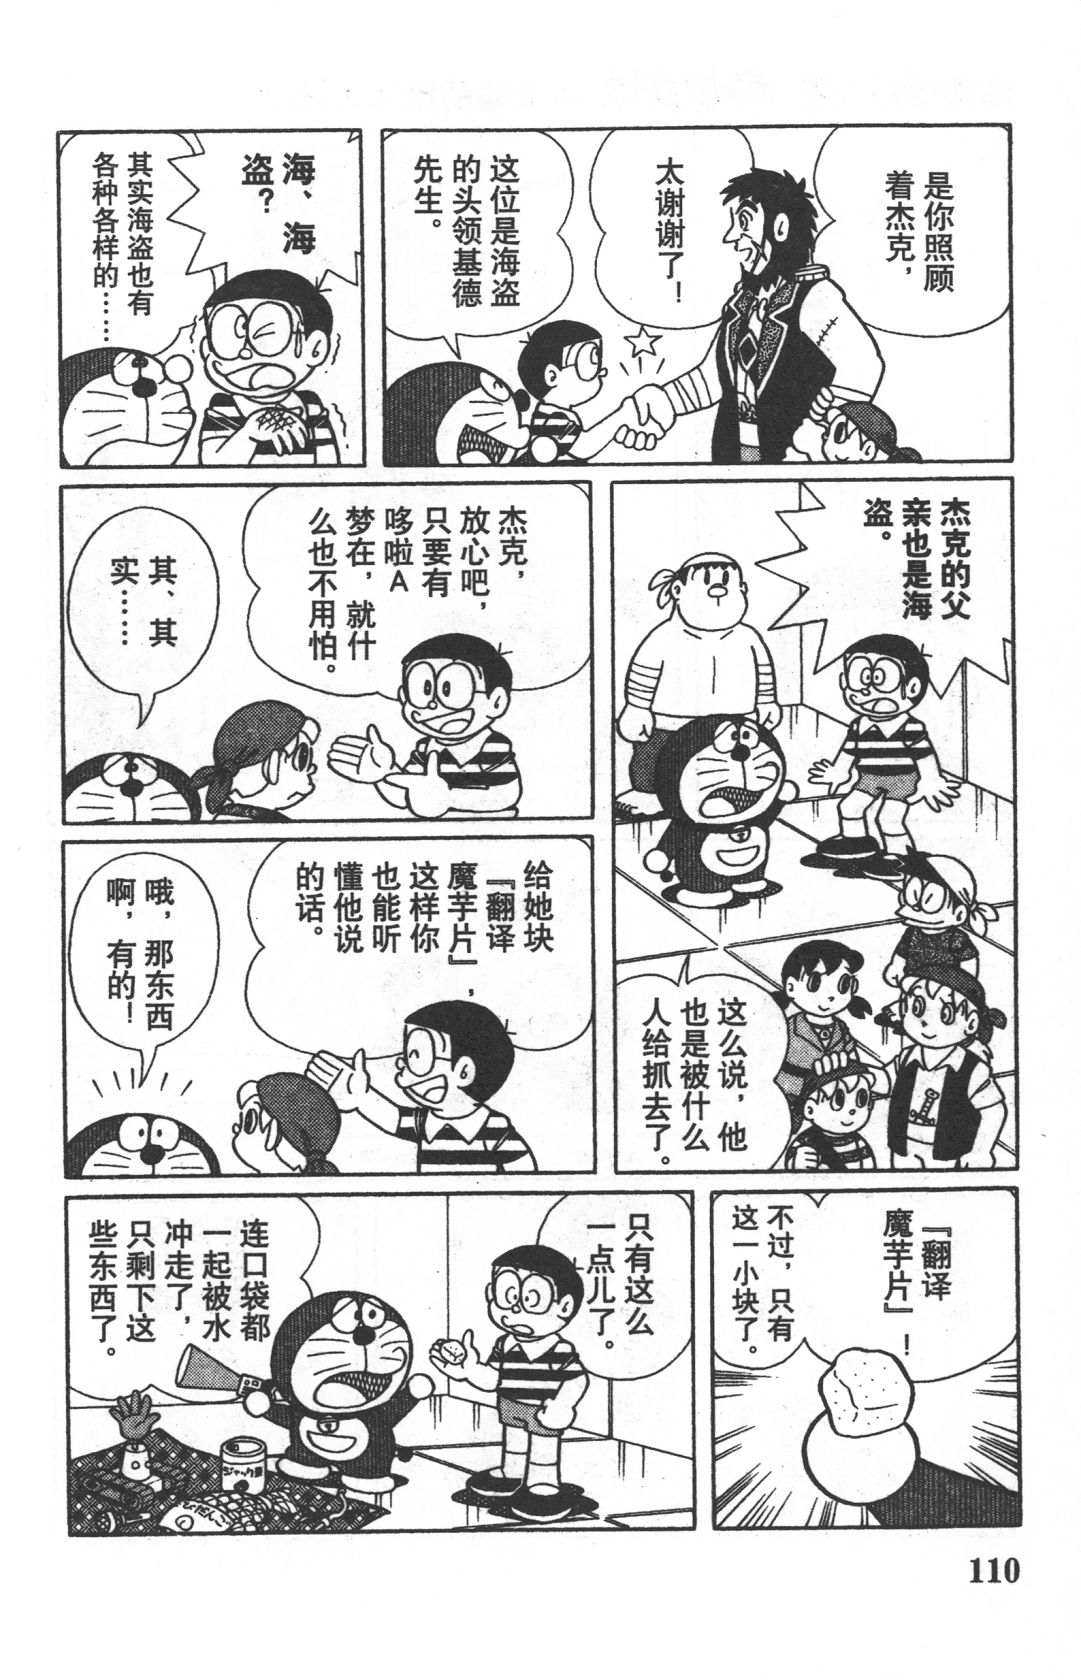 是你照顾
着杰克，
太谢谢了！
这位是海盗
的头领基德
先生。
海、海
盗？
其实海盗也有
各种各样的……
杰克的父
亲也是海
盗。
这么说，他
也是被什么
人给抓去了。
杰克，
放心吧，
只要有
哆啦A
梦在，就什
么也不用怕。
其、其
实……
给她块
『翻译
魔芋片』，
这样你
也能听
懂他说
的话。
哦，那东西
啊，有的！
『翻译
魔芋片』！
不过，只有
这一小块了。
只有这么
一点儿了。
连口袋都
一起被水
冲走了，
只剩下这
些东西了。
ジャック豆
110